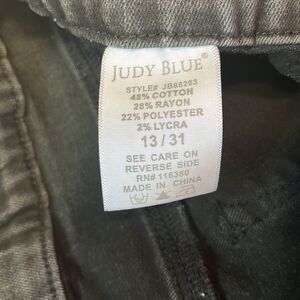 JUDY BLUE®
STYLE# JB88263
48% COTTON
28% RAYON
22% POLYESTER
2% LYCRA
13 / 31
SEE CARE ON
REVERSE SIDE
RN# 116380
MADE IN CHINA